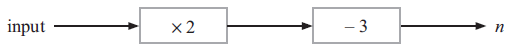 input × 2 – 3 n